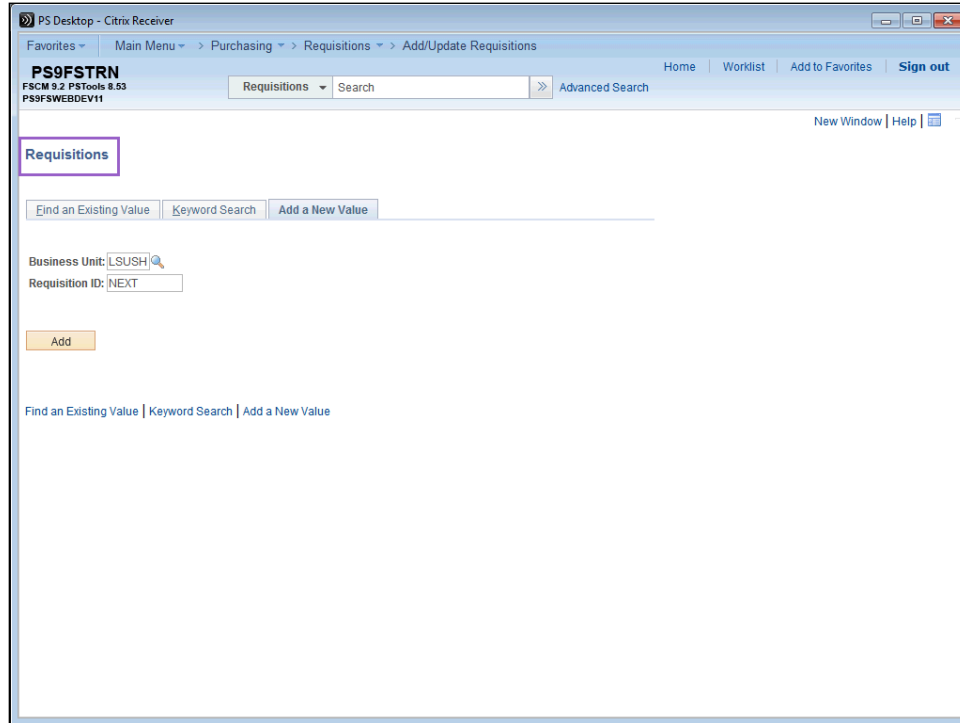 PS Desktop - Citrix Receiver
Favorites Main Menu > Purchasing > Requisitions > Add/Update Requisitions
PS9FSTRN
FSCM 9.2 PSTools 8.53
PS9FSWEBDEV11
Requisitions Search >> Advanced Search
Home | Worklist | Add to Favorites | Sign out
New Window | Help |
Requisitions
Find an Existing Value Keyword Search Add a New Value
Business Unit: LSUSH
Requisition ID: NEXT
Add
Find an Existing Value | Keyword Search | Add a New Value